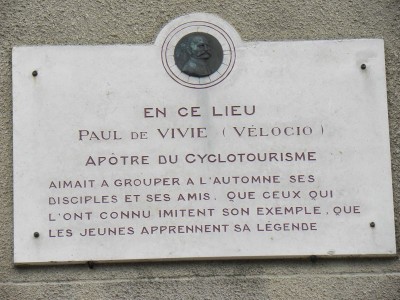 EN CE LIEU
PAUL DE VIVIE (VÉLOCIO)
APÔTRE DU CYCLOTOURISME
AIMAIT A GROUPER A L'AUTOMNE SES
DISCIPLES ET SES AMIS. QUE CEUX QUI
L'ONT CONNU IMITENT SON EXEMPLE, QUE
LES JEUNES APPRENNENT SA LÉGENDE